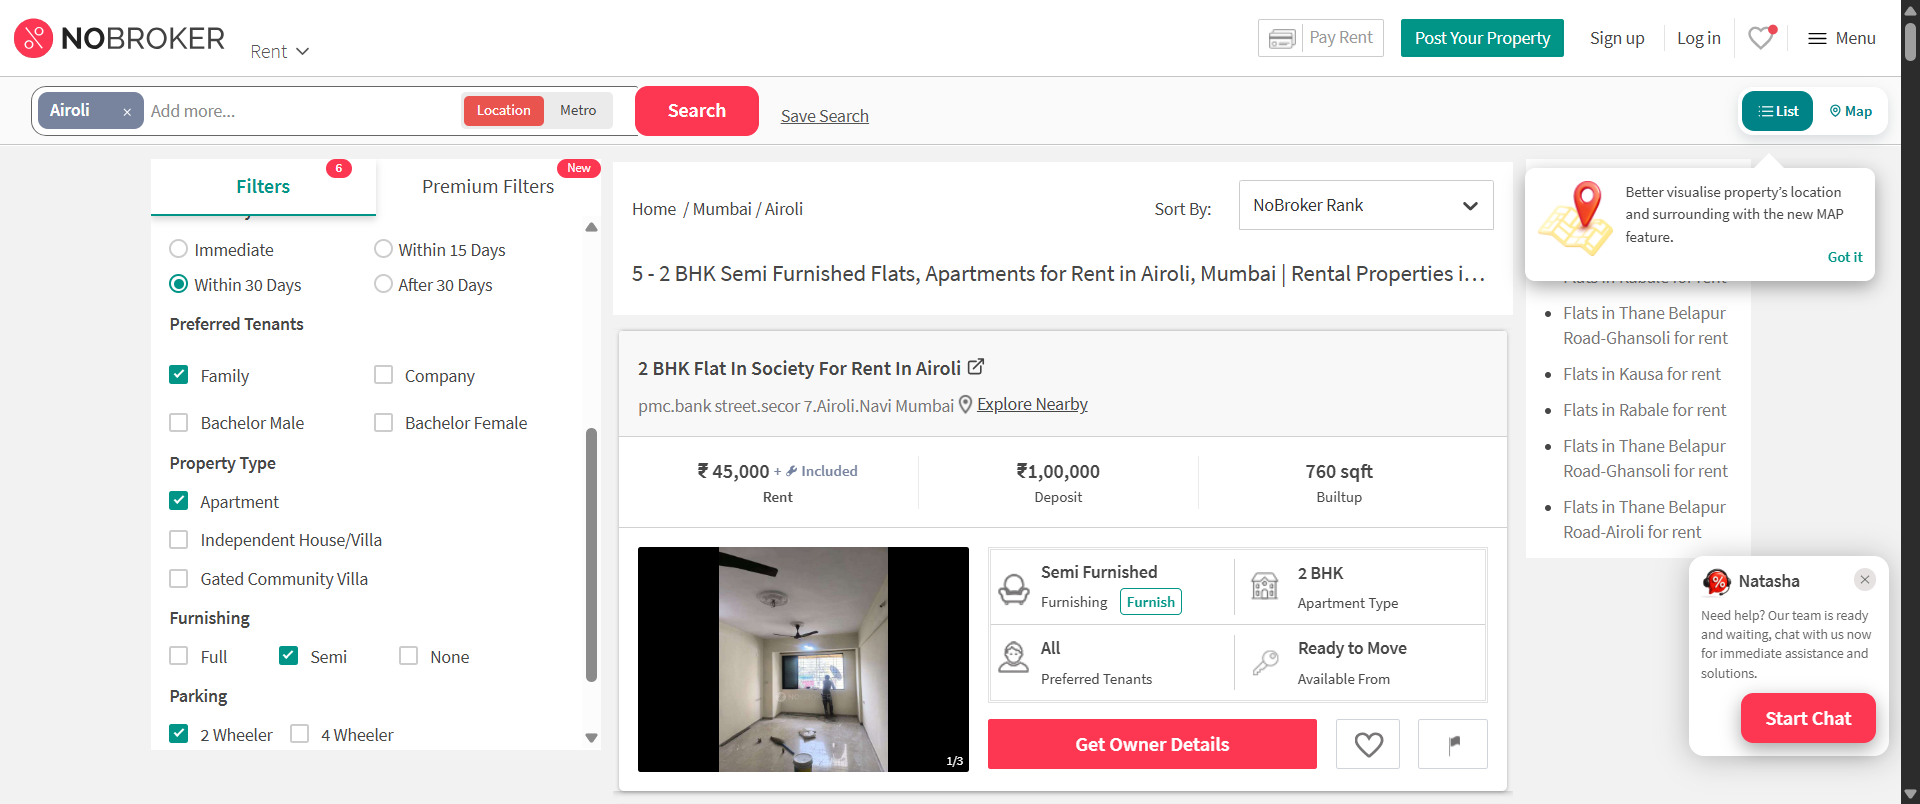 NOBROKER
Rent
Pay Rent
Post Your Property
Sign up
Log in
Menu
Airoli ×
Add more...
Location
Metro
Search
Save Search
List
Map
Filters
6
Premium Filters
New
Immediate
Within 15 Days
Within 30 Days
After 30 Days
Preferred Tenants
Family
Company
Bachelor Male
Bachelor Female
Property Type
Apartment
Independent House/Villa
Gated Community Villa
Furnishing
Full
Semi
None
Parking
2 Wheeler
4 Wheeler
Home / Mumbai / Airoli
Sort By:
NoBroker Rank
5 - 2 BHK Semi Furnished Flats, Apartments for Rent in Airoli, Mumbai | Rental Properties i...
2 BHK Flat In Society For Rent In Airoli
pmc.bank street.secor 7.Airoli.Navi Mumbai
Explore Nearby
₹ 45,000 + Included
Rent
₹1,00,000
Deposit
760 sqft
Builtup
1/3
Semi Furnished
Furnishing
Furnish
2 BHK
Apartment Type
All
Preferred Tenants
Ready to Move
Available From
Get Owner Details
Better visualise property's location
and surrounding with the new MAP
feature.
Got it
Flats in Rabale for rent
Flats in Thane Belapur
Road-Ghansoli for rent
Flats in Kausa for rent
Flats in Rabale for rent
Flats in Thane Belapur
Road-Ghansoli for rent
Flats in Thane Belapur
Road-Airoli for rent
Natasha
Need help? Our team is ready
and waiting, chat with us now
for immediate assistance and
solutions.
Start Chat